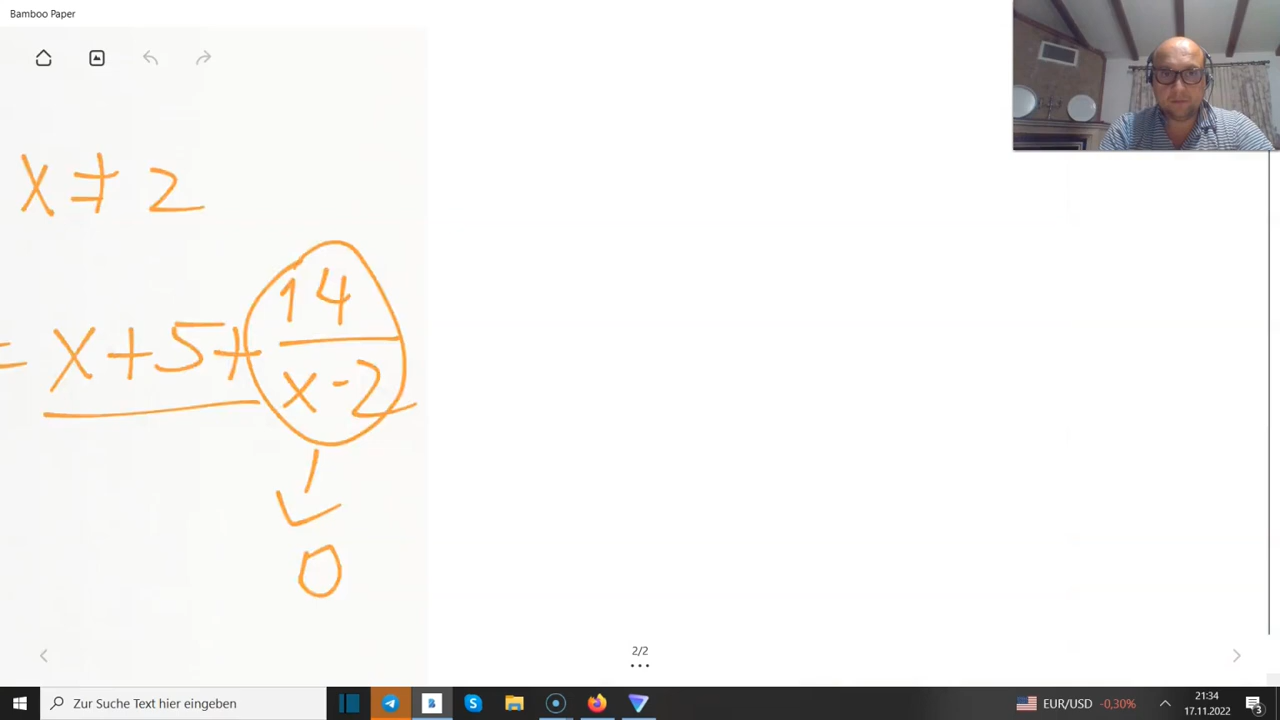 Bamboo Paper
x ≠ 2
= x + 5 + 14/(x - 2)
0
2/2
Zur Suche Text hier eingeben
EUR/USD -0,30%
21:34
17.11.2022
3